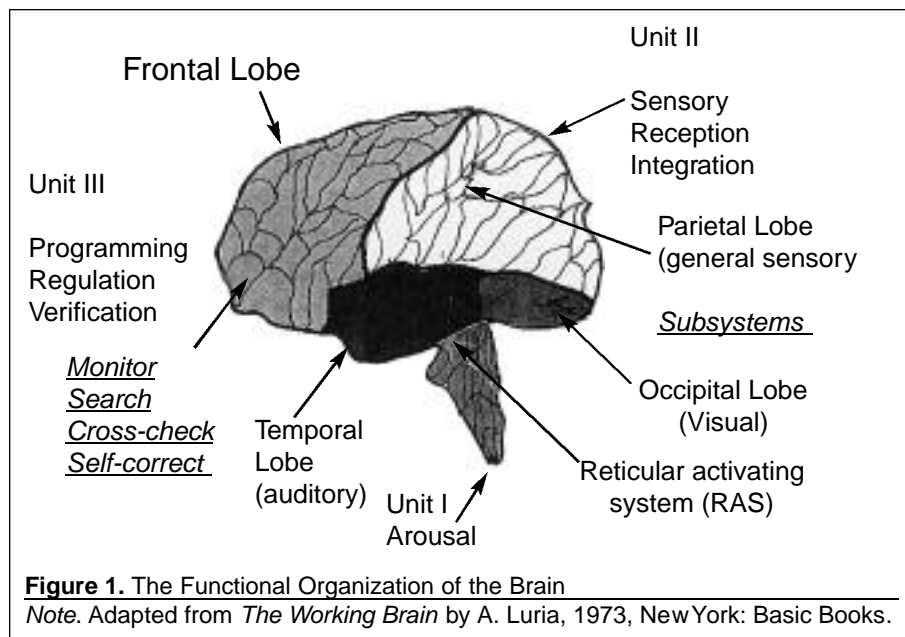 Unit II
Frontal Lobe
Sensory
Reception
Integration
Unit III
Programming
Regulation
Verification
Parietal Lobe
(general sensory
Subsystems
Monitor
Search
Cross-check
Self-correct
Temporal
Lobe
(auditory)
Occipital Lobe
(Visual)
Reticular activating
system (RAS)
Unit I
Arousal
Figure 1. The Functional Organization of the Brain
Note. Adapted from The Working Brain by A. Luria, 1973, NewYork: Basic Books.